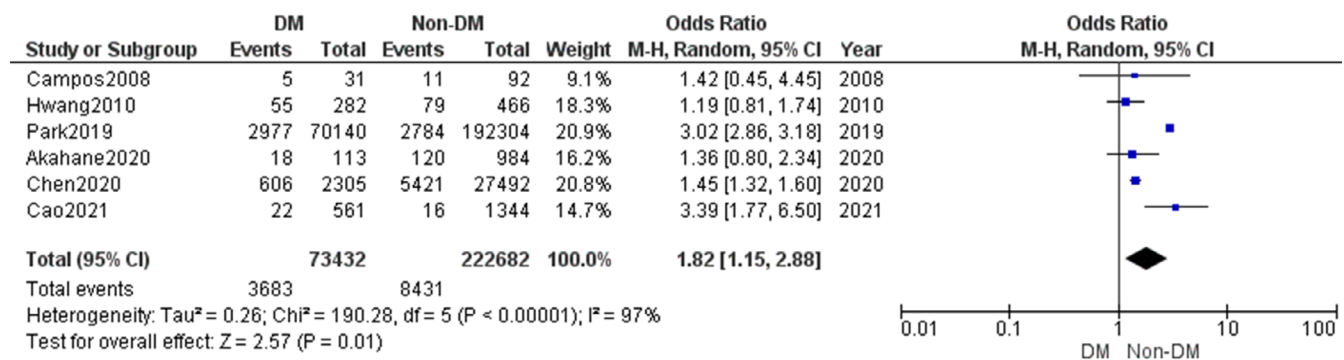 DM Non-DM Odds Ratio Odds Ratio
Study or Subgroup Events Total Events Total Weight M-H, Random, 95% CI Year M-H, Random, 95% CI
Campos2008 5 31 11 92 9.1% 1.42 [0.45, 4.45] 2008
Hwang2010 55 282 79 466 18.3% 1.19 [0.81, 1.74] 2010
Park2019 2977 70140 2784 192304 20.9% 3.02 [2.86, 3.18] 2019
Akahane2020 18 113 120 984 16.2% 1.36 [0.80, 2.34] 2020
Chen2020 606 2305 5421 27492 20.8% 1.45 [1.32, 1.60] 2020
Cao2021 22 561 16 1344 14.7% 3.39 [1.77, 6.50] 2021
Total (95% CI) 73432 222682 100.0% 1.82 [1.15, 2.88]
Total events 3683 8431
Heterogeneity: Tau² = 0.26; Chi² = 190.28, df = 5 (P < 0.00001); I² = 97%
Test for overall effect: Z = 2.57 (P = 0.01)
0.01 0.1 1 10 100
DM Non-DM